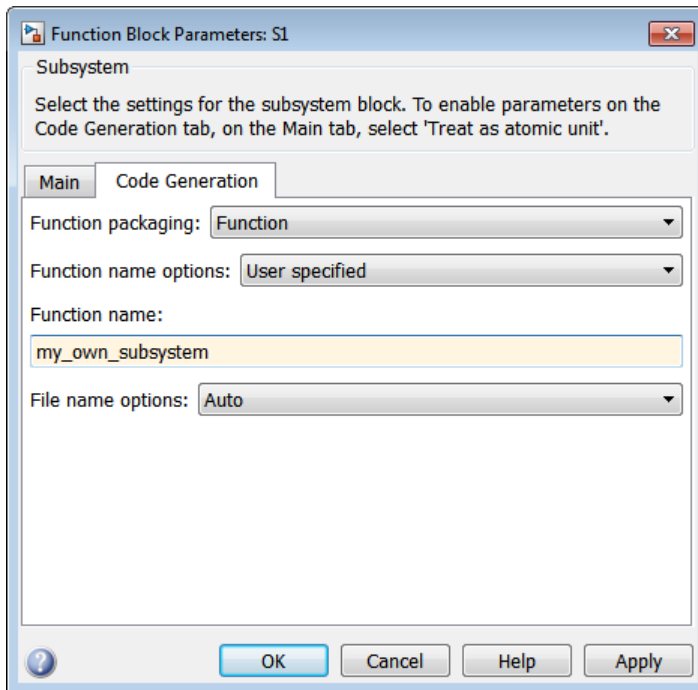 Function Block Parameters: S1
Subsystem
Select the settings for the subsystem block. To enable parameters on the
Code Generation tab, on the Main tab, select 'Treat as atomic unit'.
Main Code Generation
Function packaging: Function
Function name options: User specified
Function name:
my_own_subsystem
File name options: Auto
? OK Cancel Help Apply